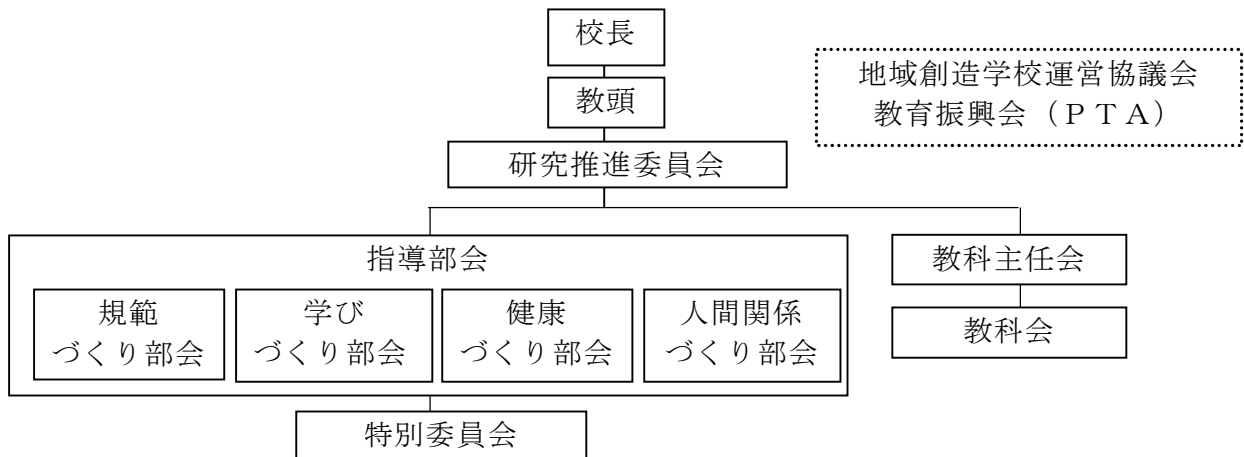 校長
教頭
地域創造学校運営協議会
教育振興会（ＰＴＡ）
研究推進委員会
指導部会
規範
づくり部会
学び
づくり部会
健康
づくり部会
人間関係
づくり部会
教科主任会
教科会
特別委員会